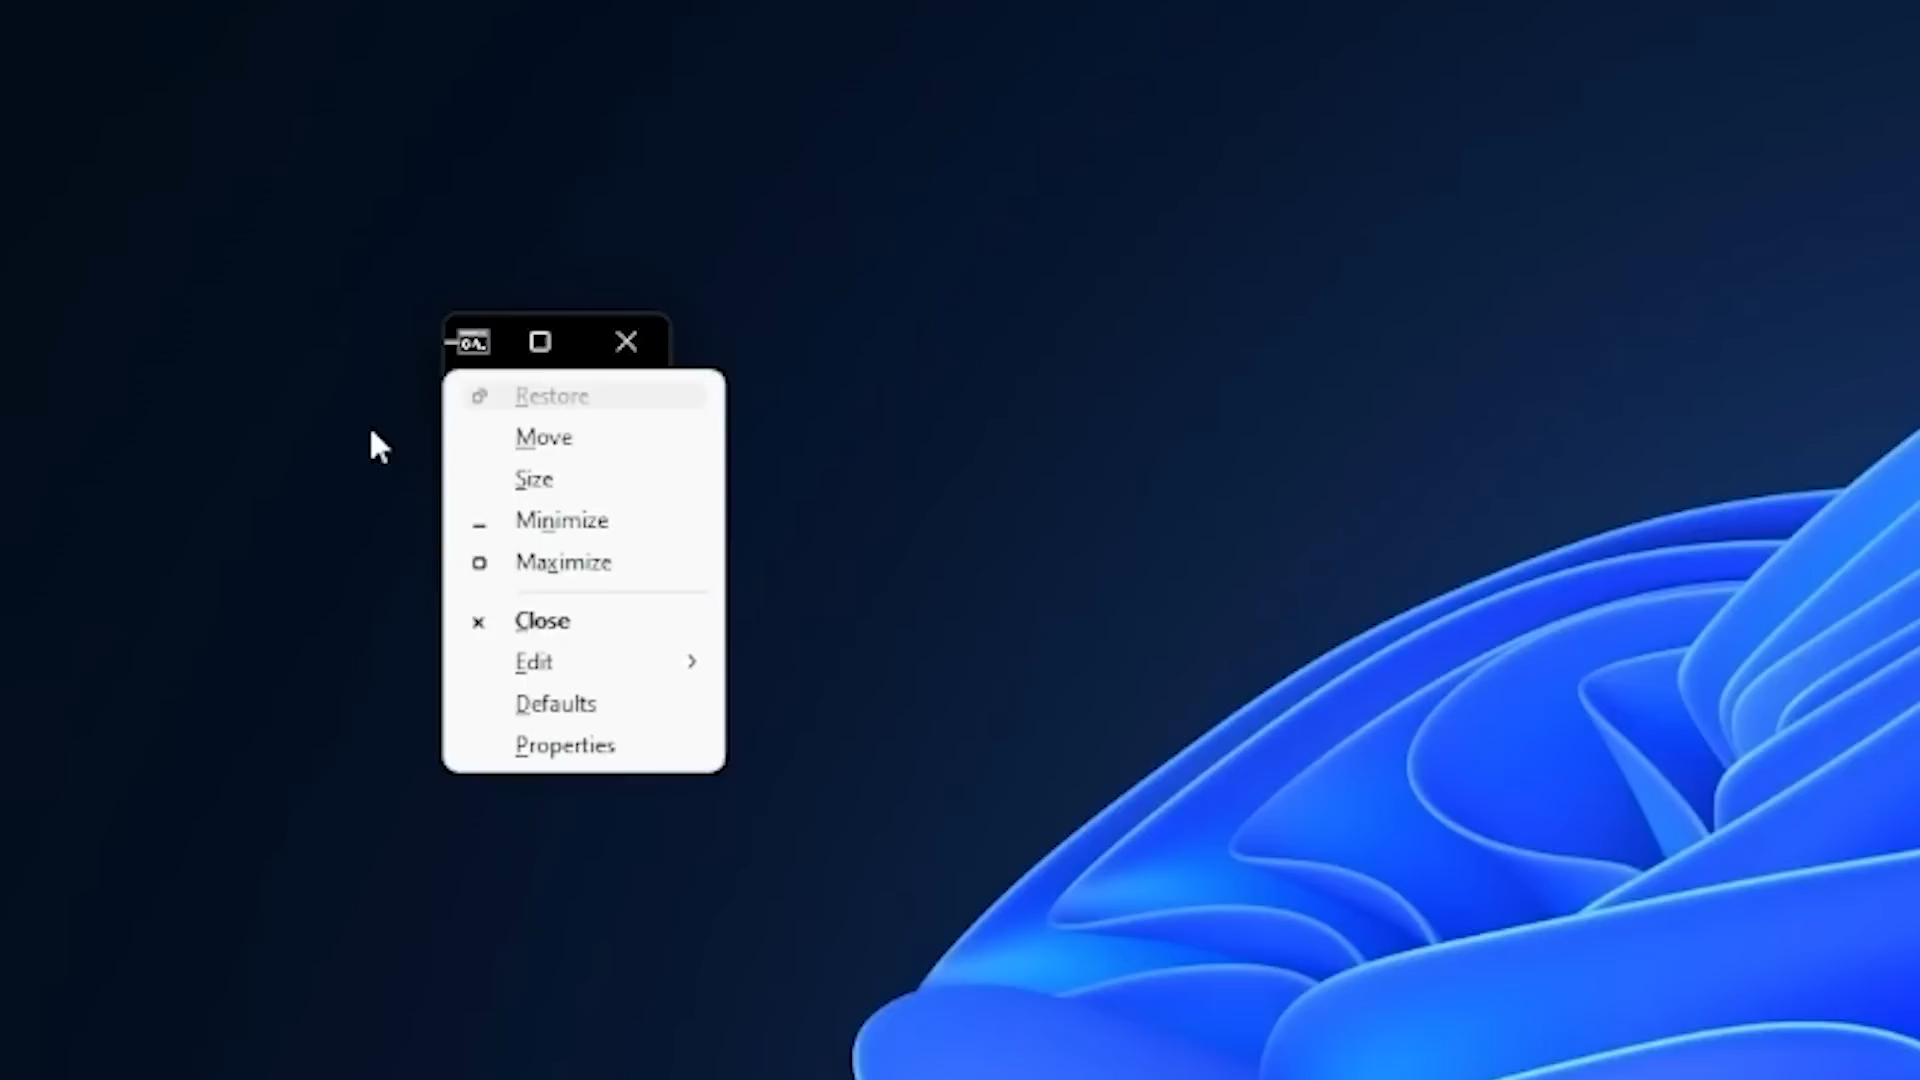 Restore
Move
Size
Minimize
Maximize
Close
Edit
Defaults
Properties